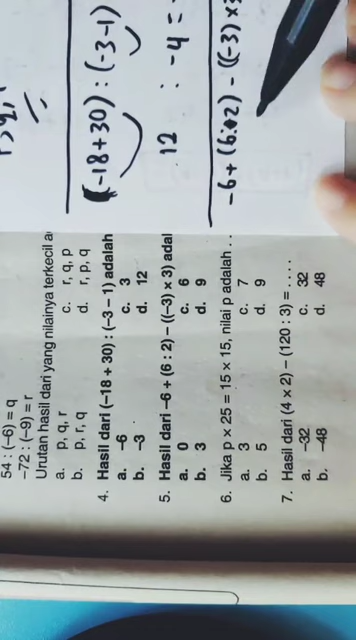 (-18+30) : (-3-1)
12 : -4 =
-6+(6:2) - ((-3)×3
54 : (–6) = q
–72 : (–9) = r
Urutan hasil dari yang nilainya terkecil
a. p, q, r c. r, q, p
b. p, r, q d. r, p, q
4. Hasil dari (–18 + 30) : (–3 – 1) adalah
a. –6 c. 3
b. –3 d. 12
5. Hasil dari –6 + (6 : 2) – ((–3) × 3) adal
a. 0 c. 6
b. 3 d. 9
6. Jika p × 25 = 15 × 15, nilai p adalah . .
a. 3 c. 7
b. 5 d. 9
7. Hasil dari (4 × 2) – (120 : 3) = . . . .
a. –32 c. 32
b. –48 d. 48